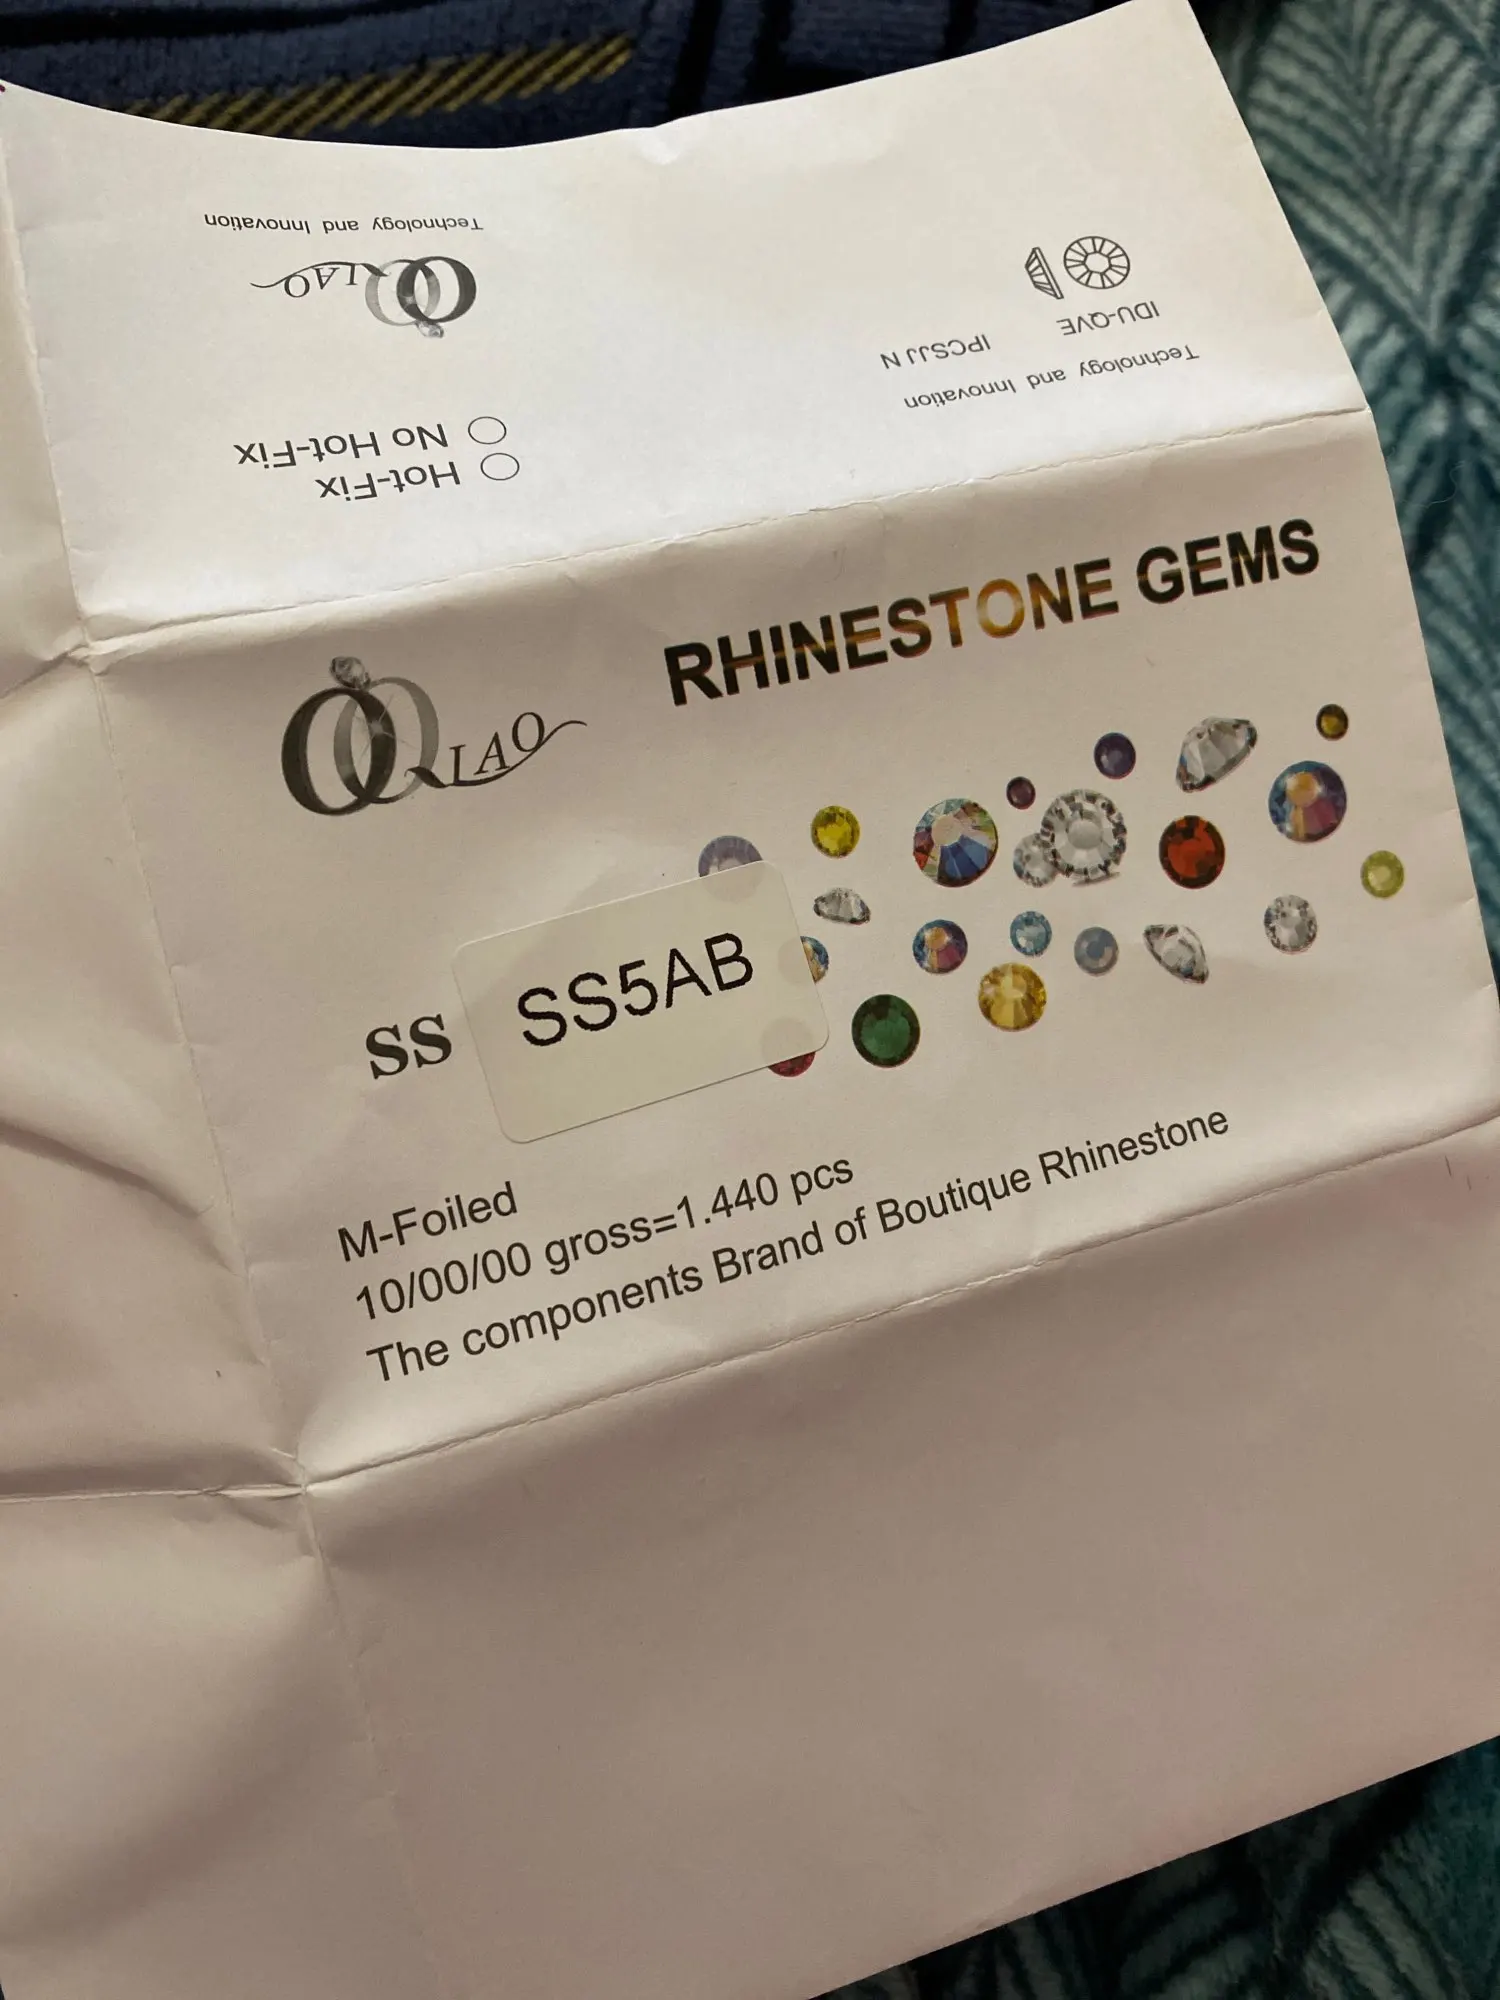 Technology and Innovation
QIAO
No Hot-Fix
Hot-Fix
IDU-QVE
IPCSJJ N
Technology and Innovation
RHINESTONE GEMS
QIAO
SS
SS5AB
M-Foiled
10/00/00 gross=1.440 pcs
The components Brand of Boutique Rhinestone